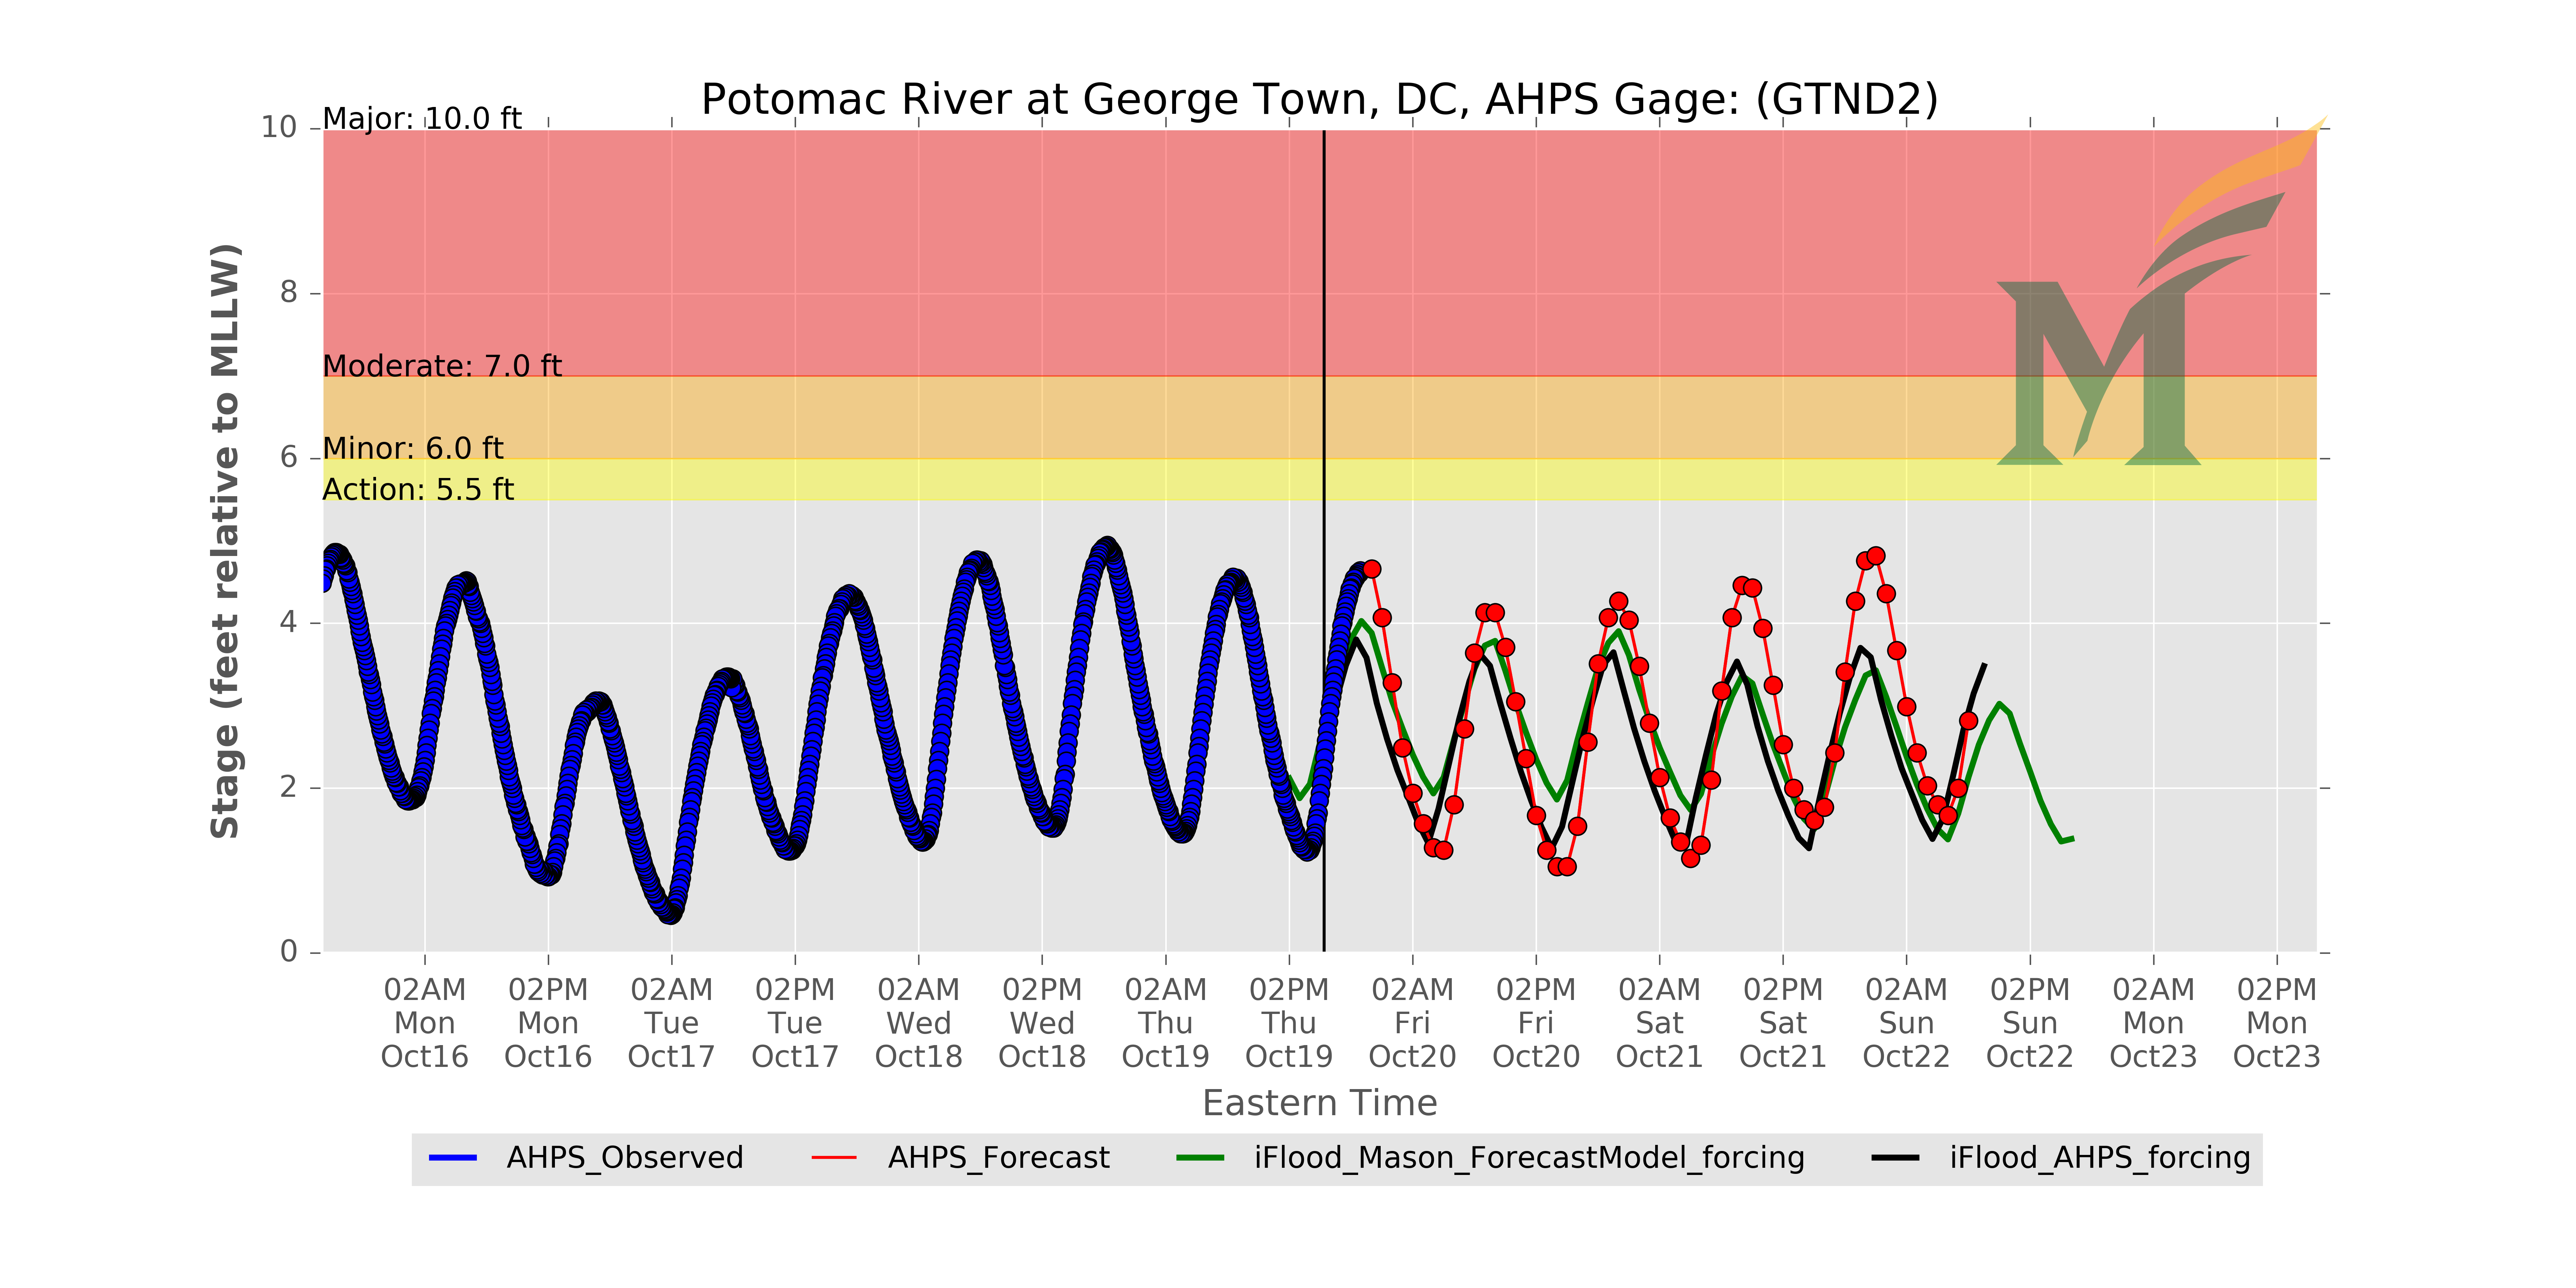 Potomac River at George Town, DC, AHPS Gage: (GTND2)
Major: 10.0 ft
Moderate: 7.0 ft
Minor: 6.0 ft
Action: 5.5 ft
10
8
6
4
2
0
Stage (feet relative to MLLW)
02AM Mon Oct16
02PM Mon Oct16
02AM Tue Oct17
02PM Tue Oct17
02AM Wed Oct18
02PM Wed Oct18
02AM Thu Oct19
02PM Thu Oct19
02AM Fri Oct20
02PM Fri Oct20
02AM Sat Oct21
02PM Sat Oct21
02AM Sun Oct22
02PM Sun Oct22
02AM Mon Oct23
02PM Mon Oct23
Eastern Time
AHPS_Observed
AHPS_Forecast
iFlood_Mason_ForecastModel_forcing
iFlood_AHPS_forcing
M